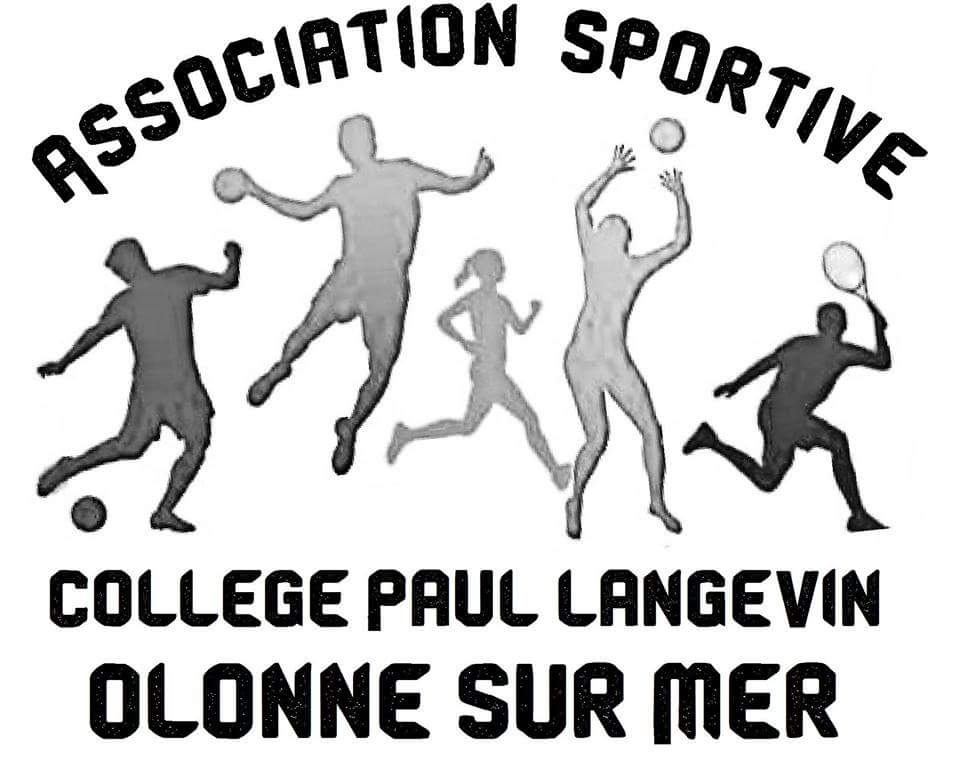 ASSOCIATION SPORTIVE
COLLEGE PAUL LANGEVIN
OLONNE SUR MER